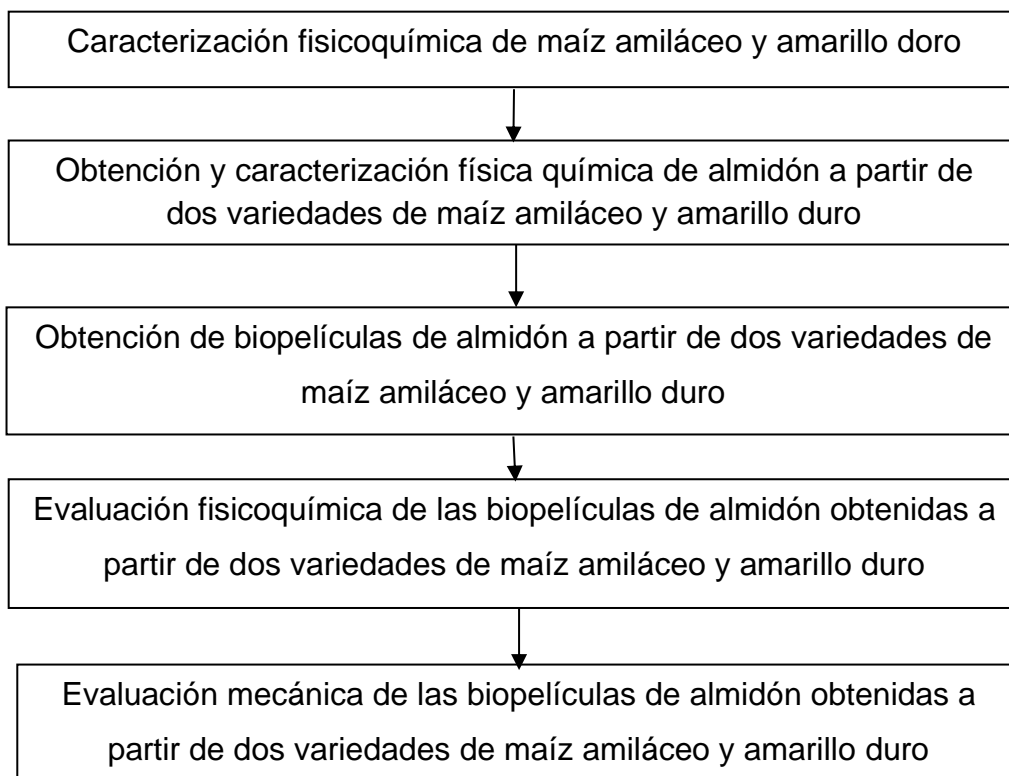 Caracterización fisicoquímica de maíz amiláceo y amarillo doro
Obtención y caracterización física química de almidón a partir de
dos variedades de maíz amiláceo y amarillo duro
Obtención de biopelículas de almidón a partir de dos variedades de
maíz amiláceo y amarillo duro
Evaluación fisicoquímica de las biopelículas de almidón obtenidas a
partir de dos variedades de maíz amiláceo y amarillo duro
Evaluación mecánica de las biopelículas de almidón obtenidas a
partir de dos variedades de maíz amiláceo y amarillo duro